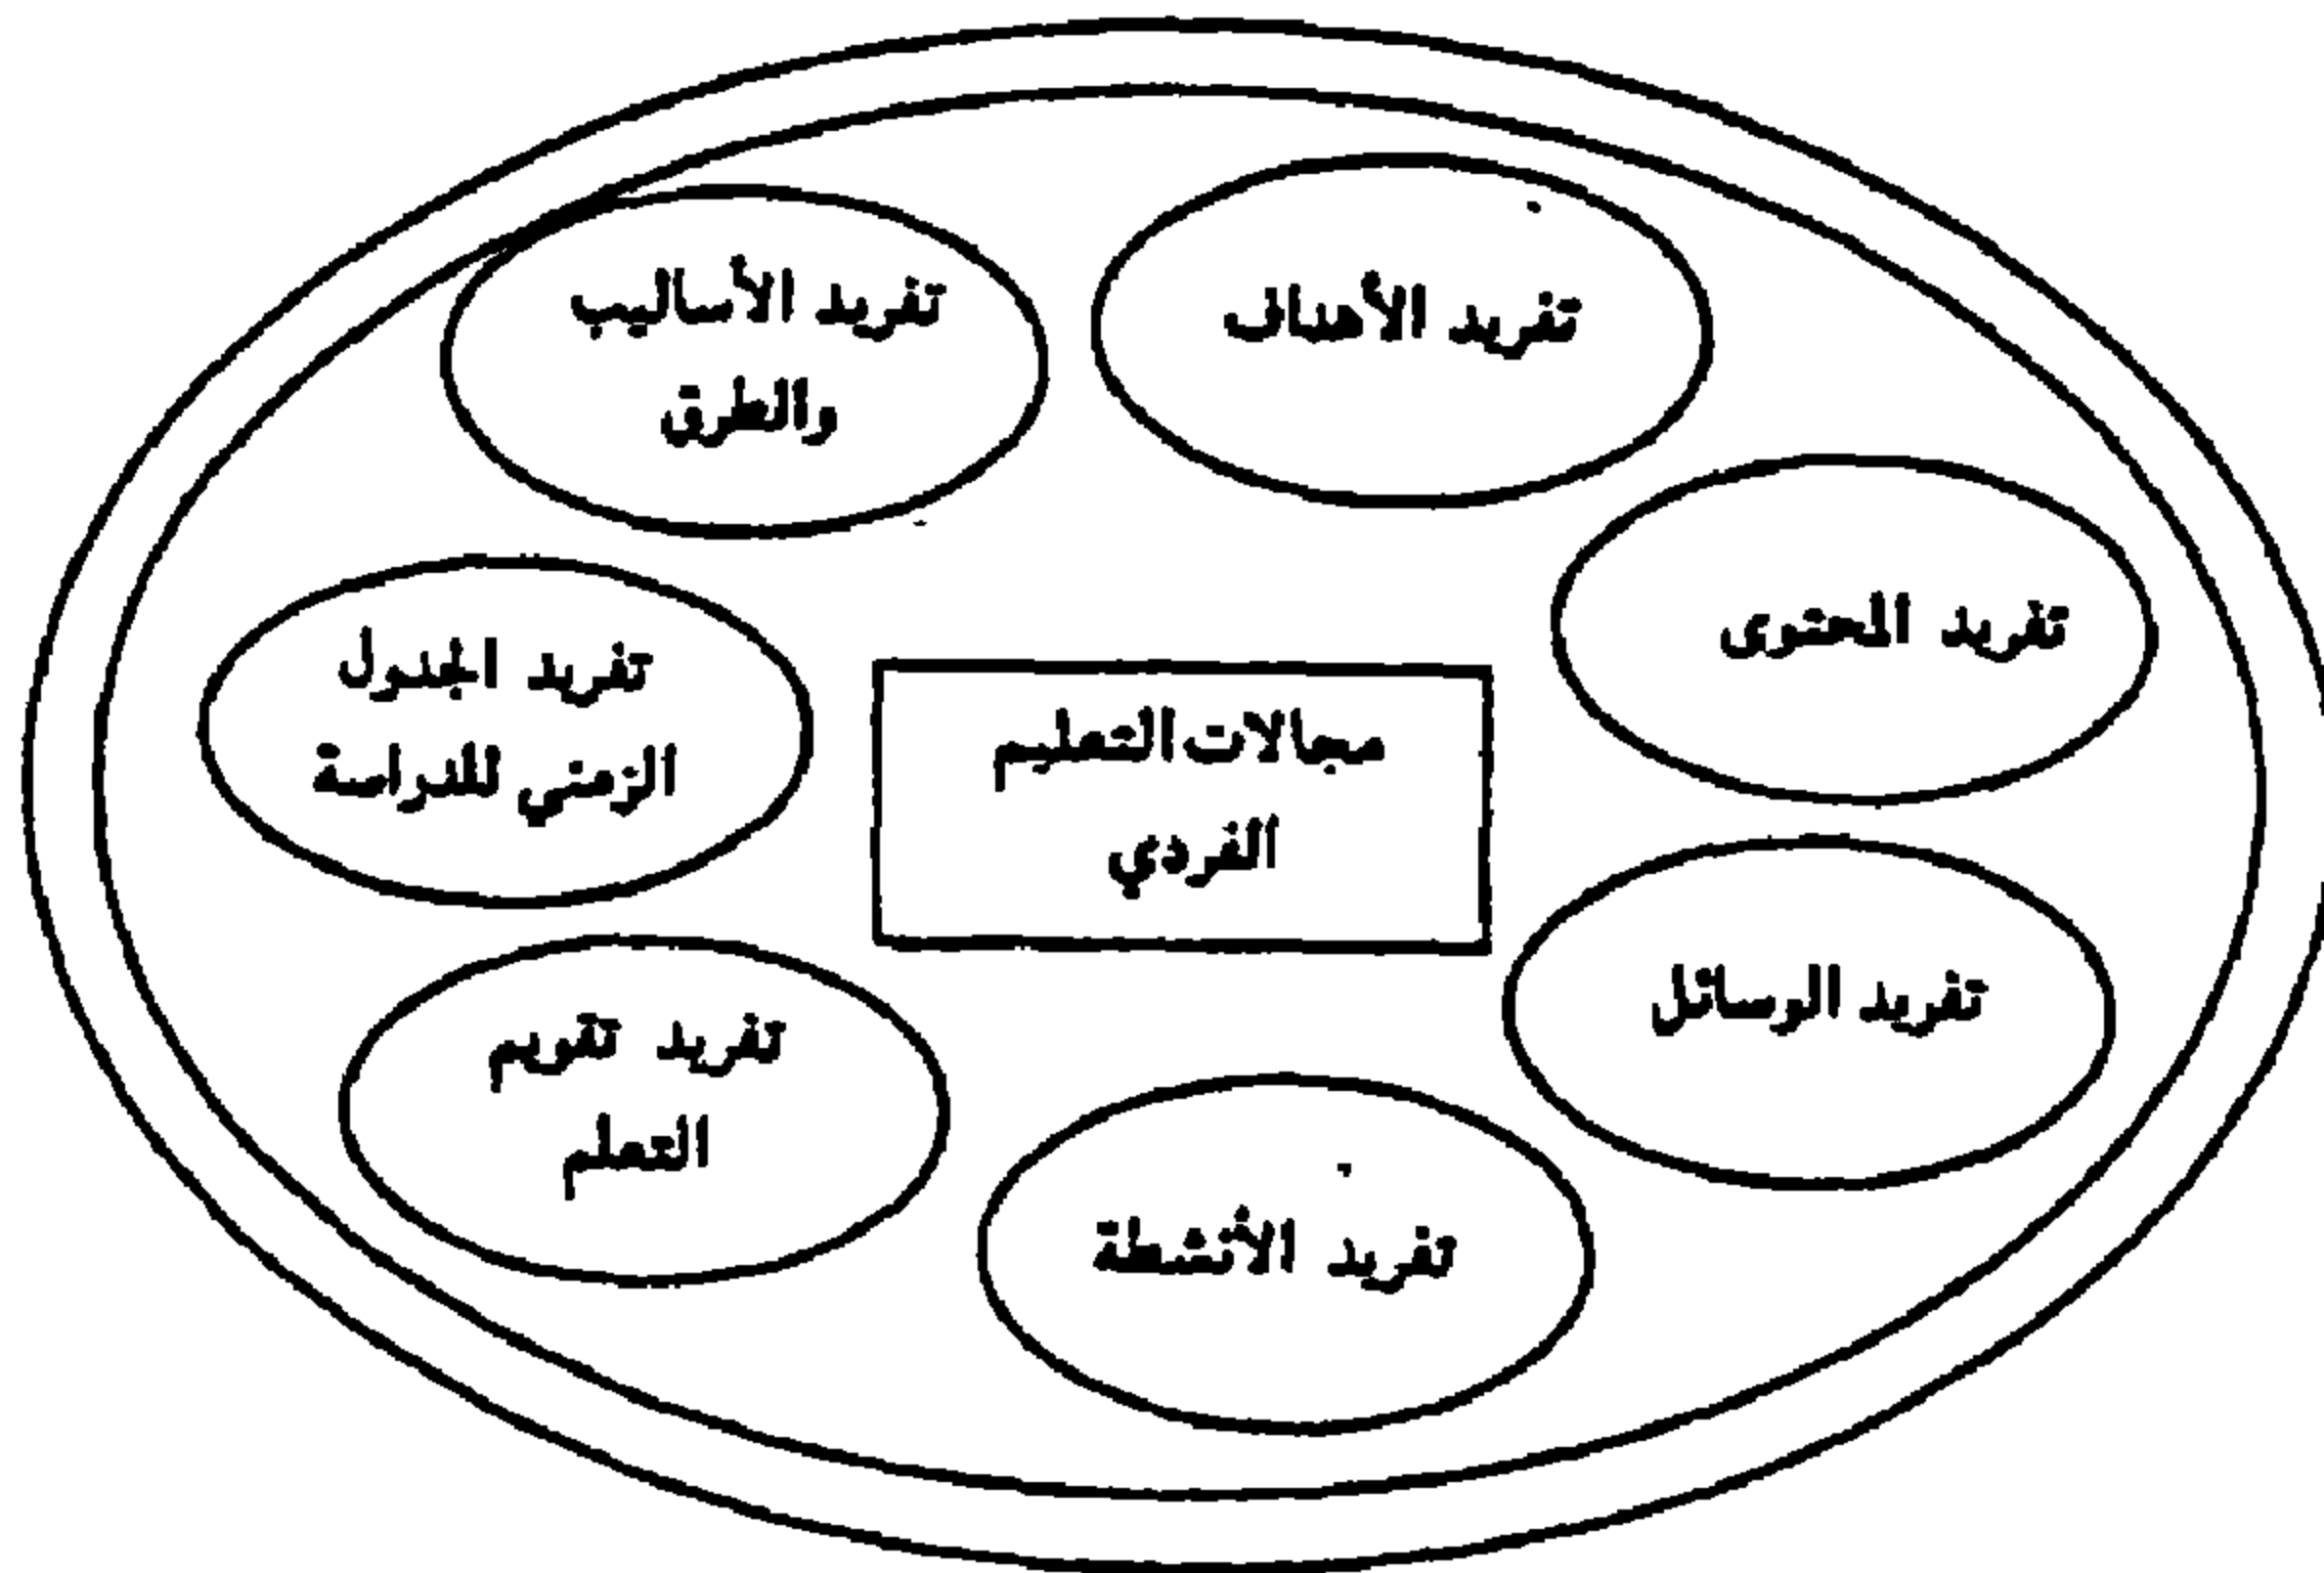 تفريد الأهداف
تفريد الأساليب
والطرق
تفريد المحتوى
تفريد الجدول
الزمني للدراسة
مجالات التعليم
الفردي
تفريد الوسائل
تفريد تقويم
التعلم
تفريد الأنشطة